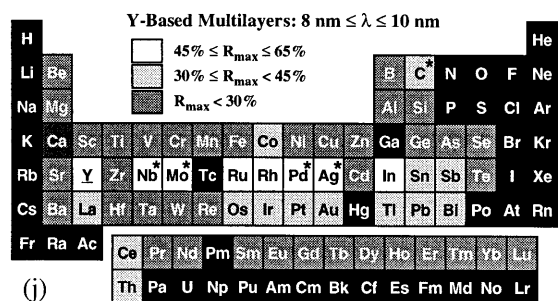 Y-Based Multilayers: 8 nm ≤ λ ≤ 10 nm
H He
45% ≤ Rmax ≤ 65%
Li Be B C* N O F Ne
30% ≤ Rmax < 45%
Na Mg Al Si P S Cl Ar
Rmax < 30%
K Ca Sc Ti V Cr Mn Fe Co Ni Cu Zn Ga Ge As Se Br Kr
Rb Sr Y Zr Nb* Mo* Tc Ru Rh Pd* Ag* Cd In Sn Sb Te I Xe
Cs Ba La Hf Ta W Re Os Ir Pt Au Hg Tl Pb Bi Po At Rn
Fr Ra Ac
Ce Pr Nd Pm Sm Eu Gd Tb Dy Ho Er Tm Yb Lu
(j) Th Pa U Np Pu Am Cm Bk Cf Es Fm Md No Lr